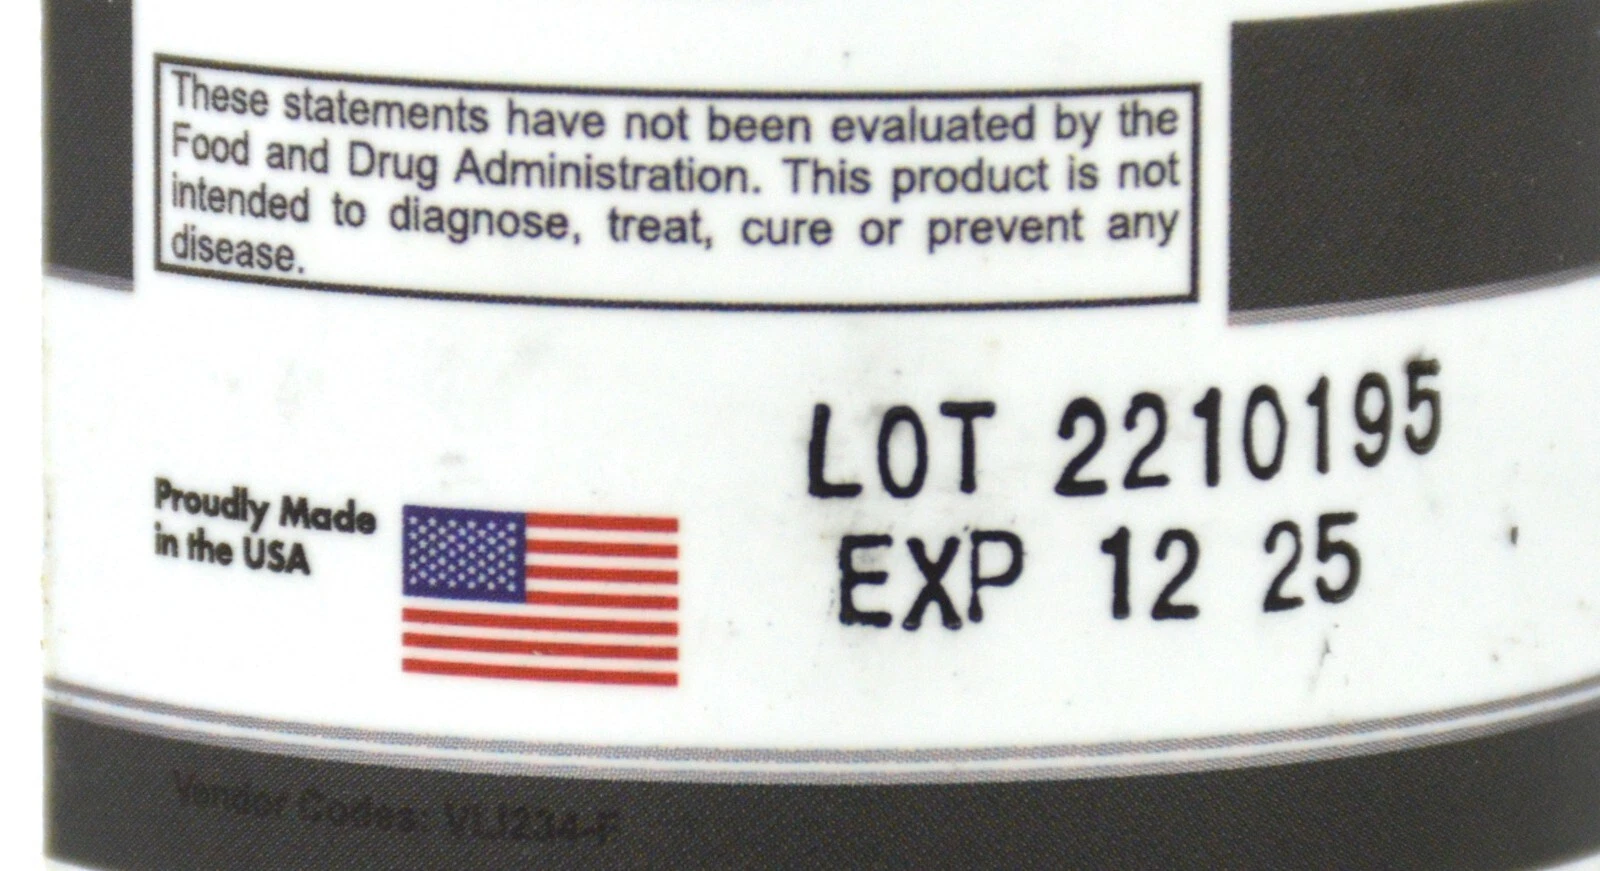 These statements have not been evaluated by the
Food and Drug Administration. This product is not
intended to diagnose, treat, cure or prevent any
disease.
Proudly Made
in the USA
LOT 2210195
EXP 12 25
Vendor Codes: